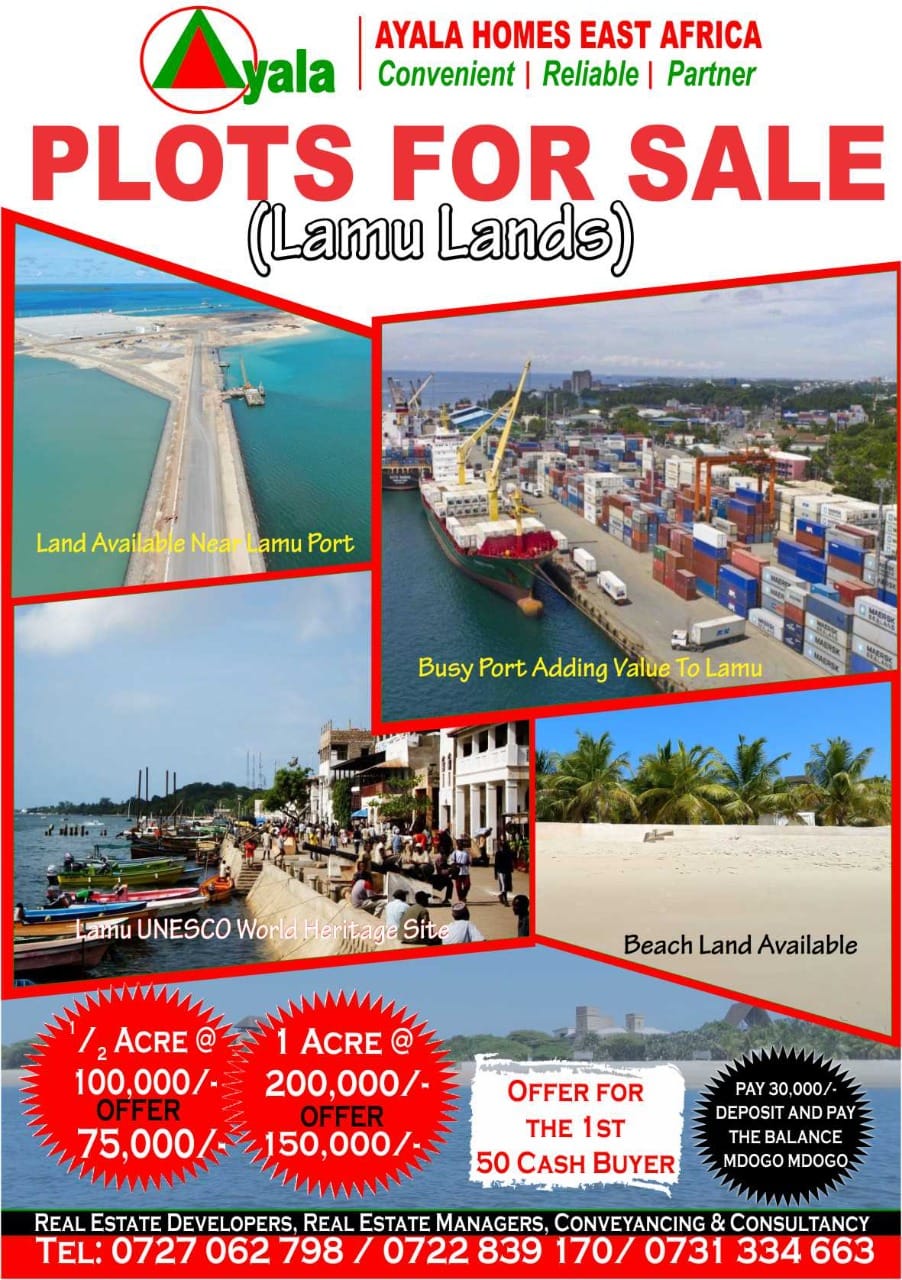 Ayala
AYALA HOMES EAST AFRICA
Convenient | Reliable | Partner
PLOTS FOR SALE
(Lamu Lands)
Land Available Near Lamu Port
Busy Port Adding Value To Lamu
Lamu UNESCO World Heritage Site
Beach Land Available
1/2 ACRE @
100,000/-
OFFER
75,000/-
1 ACRE @
200,000/-
OFFER
150,000/-
OFFER FOR
THE 1ST
50 CASH BUYER
PAY 30,000/-
DEPOSIT AND PAY
THE BALANCE
MDOGO MDOGO
REAL ESTATE DEVELOPERS, REAL ESTATE MANAGERS, CONVEYANCING & CONSULTANCY
TEL: 0727 062 798 / 0722 839 170/ 0731 334 663